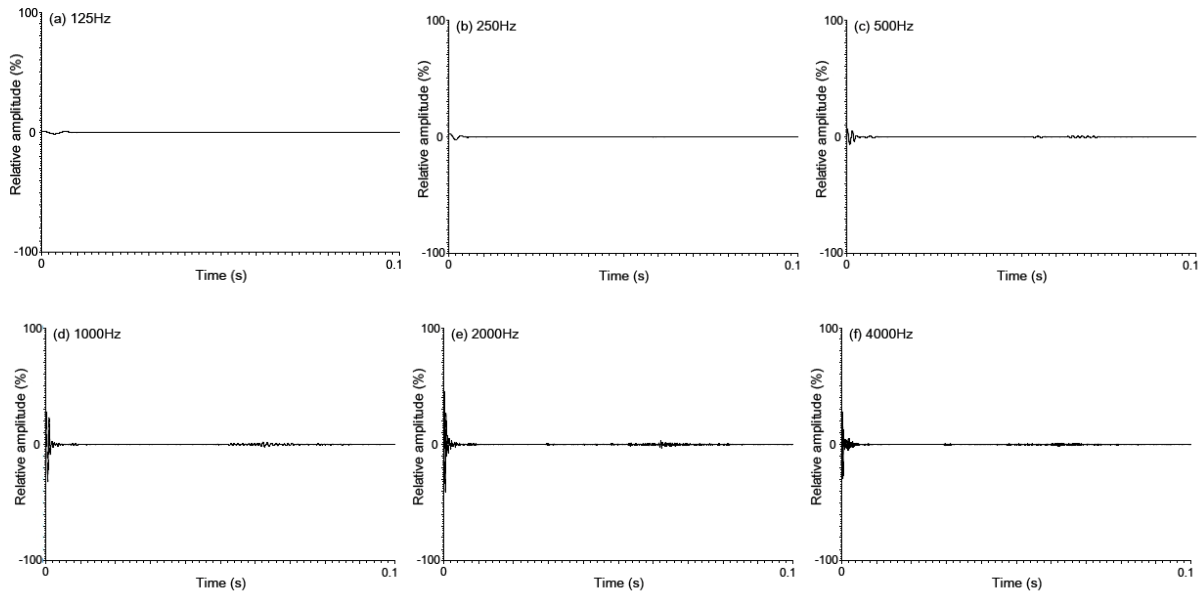 (a) 125Hz
100
0
-100
Relative amplitude (%)
0
0.1
Time (s)
(b) 250Hz
100
0
-100
Relative amplitude (%)
0
0.1
Time (s)
(c) 500Hz
100
0
-100
Relative amplitude (%)
0
0.1
Time (s)
(d) 1000Hz
100
0
-100
Relative amplitude (%)
0
0.1
Time (s)
(e) 2000Hz
100
0
-100
Relative amplitude (%)
0
0.1
Time (s)
(f) 4000Hz
100
0
-100
Relative amplitude (%)
0
0.1
Time (s)